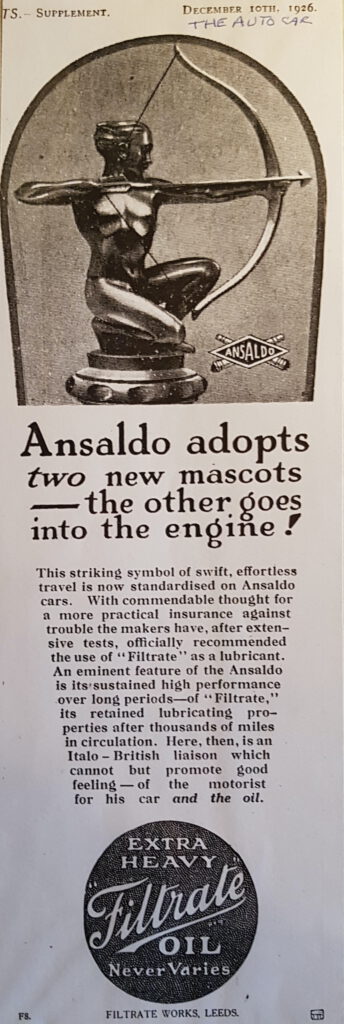 TS.– SUPPLEMENT. DECEMBER 10TH, 1926.
THE AUTO CAR
ANSALDO
Ansaldo adopts
two new mascots
—the other goes
into the engine!
This striking symbol of swift, effortless
travel is now standardised on Ansaldo
cars. With commendable thought for
a more practical insurance against
trouble the makers have, after exten-
sive tests, officially recommended
the use of "Filtrate" as a lubricant.
An eminent feature of the Ansaldo
is its sustained high performance
over long periods—of "Filtrate,"
its retained lubricating pro-
perties after thousands of miles
in circulation. Here, then, is an
Italo-British liaison which
cannot but promote good
feeling—of the motorist
for his car and the oil.
EXTRA
HEAVY
"Filtrate"
OIL
Never Varies
F8. FILTRATE WORKS, LEEDS.